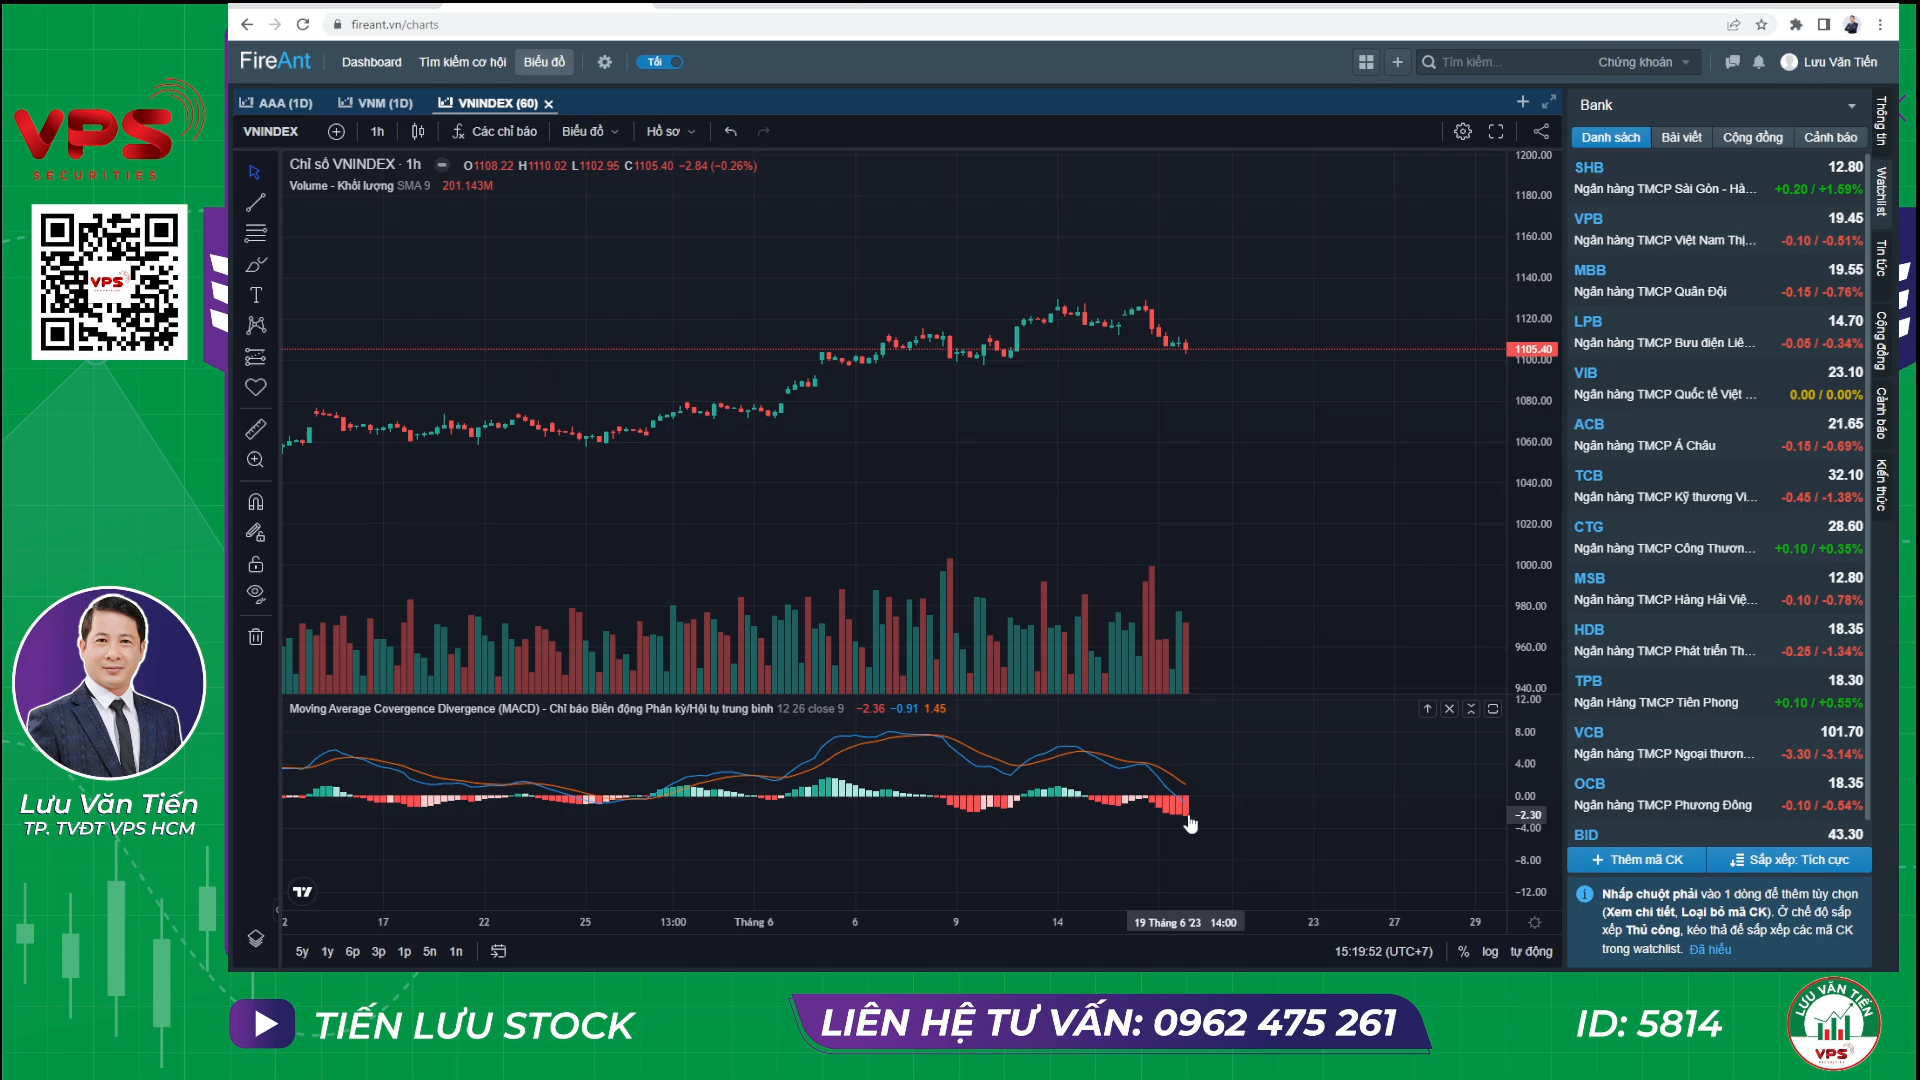 fireant.vn/charts
FireAnt
Dashboard
Tìm kiếm cơ hội
Biểu đồ
Tối
Tìm kiếm...
Chứng khoán
Lưu Văn Tiến
AAA (1D)
VNM (1D)
VNINDEX (60)
VNINDEX
1h
Các chỉ báo
Biểu đồ
Hồ sơ
Chỉ số VNINDEX · 1h
O1108.22 H1110.02 L1102.95 C1105.40 −2.84 (−0.26%)
Volume - Khối lượng SMA 9 201.143M
1200.00
1180.00
1160.00
1140.00
1120.00
1105.40
1100.00
1080.00
1060.00
1040.00
1020.00
1000.00
980.00
960.00
940.00
Moving Average Covergence Divergence (MACD) - Chỉ báo Biến động Phân kỳ/Hội tụ trung bình 12 26 close 9 −2.36 −0.91 1.45
12.00
8.00
4.00
0.00
−2.30
−4.00
−8.00
−12.00
2
17
22
25
13:00
Tháng 6
6
9
14
19 Tháng 6 '23 14:00
23
27
29
5y 1y 6p 3p 1p 5n 1n
15:19:52 (UTC+7)
% log tự động
Bank
Danh sách
Bài viết
Cộng đồng
Cảnh báo
SHB 12.80
Ngân hàng TMCP Sài Gòn - Hà... +0.20 / +1.59%
VPB 19.45
Ngân hàng TMCP Việt Nam Thị... -0.10 / -0.51%
MBB 19.55
Ngân hàng TMCP Quân Đội -0.15 / -0.76%
LPB 14.70
Ngân hàng TMCP Bưu điện Liê... -0.05 / -0.34%
VIB 23.10
Ngân hàng TMCP Quốc tế Việt ... 0.00 / 0.00%
ACB 21.65
Ngân hàng TMCP Á Châu -0.15 / -0.69%
TCB 32.10
Ngân hàng TMCP Kỹ thương Vi... -0.45 / -1.38%
CTG 28.60
Ngân hàng TMCP Công Thươn... +0.10 / +0.35%
MSB 12.80
Ngân hàng TMCP Hàng Hải Việ... -0.10 / -0.78%
HDB 18.35
Ngân hàng TMCP Phát triển Th... -0.25 / -1.34%
TPB 18.30
Ngân Hàng TMCP Tiên Phong +0.10 / +0.55%
VCB 101.70
Ngân hàng TMCP Ngoại thươn... -3.30 / -3.14%
OCB 18.35
Ngân hàng TMCP Phương Đông -0.10 / -0.54%
BID 43.30
Thêm mã CK
Sắp xếp: Tích cực
Nhấp chuột phải vào 1 dòng để thêm tùy chọn
(Xem chi tiết, Loại bỏ mã CK). Ở chế độ sắp
xếp Thủ công, kéo thả để sắp xếp các mã CK
trong watchlist. Đã hiểu
Thông tin
Watchlist
Tin tức
Cộng đồng
Cảnh báo
Kiến thức
VPS
SECURITIES
VPS
Lưu Văn Tiến
TP. TVĐT VPS HCM
TIẾN LƯU STOCK
LIÊN HỆ TƯ VẤN: 0962 475 261
ID: 5814
LƯU VĂN TIẾN
VPS